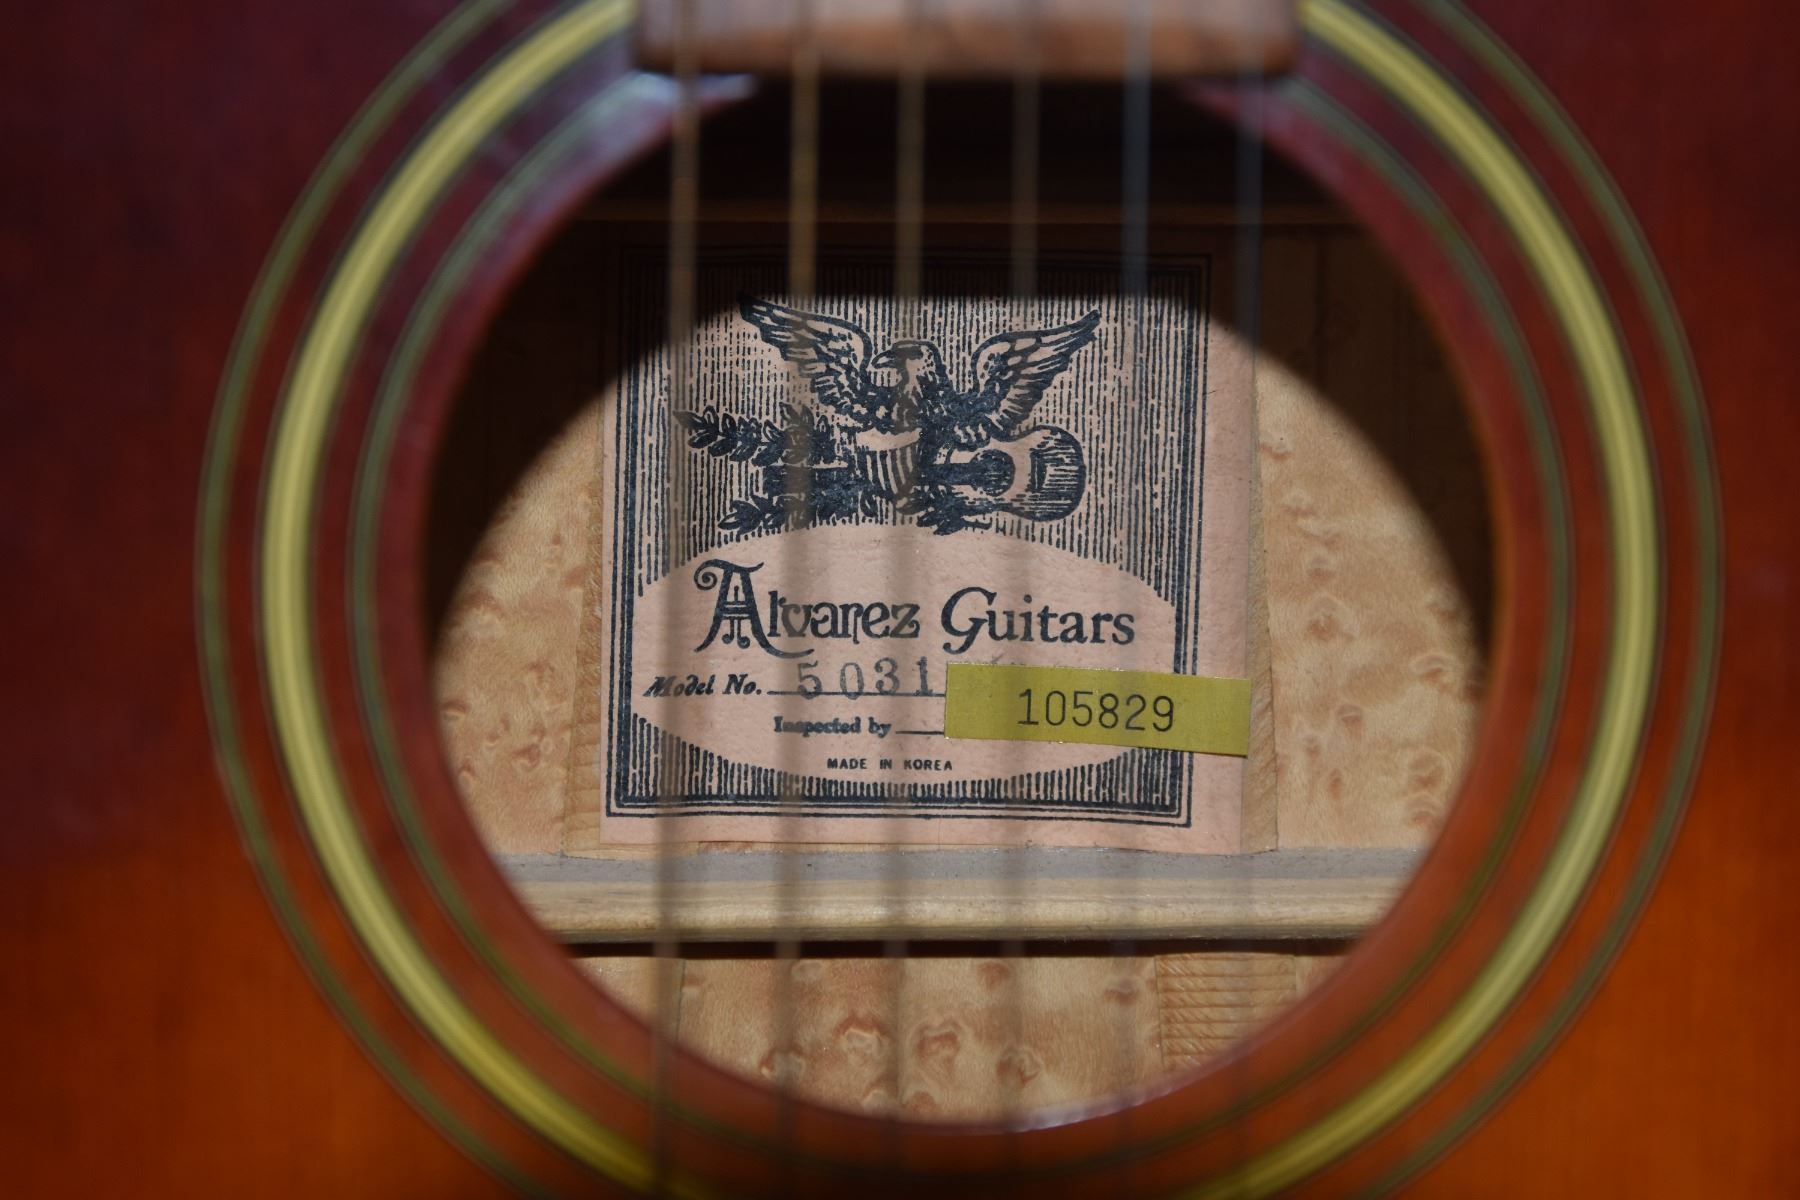 Alvarez Guitars
Model No. 5031
105829
Inspected by
MADE IN KOREA